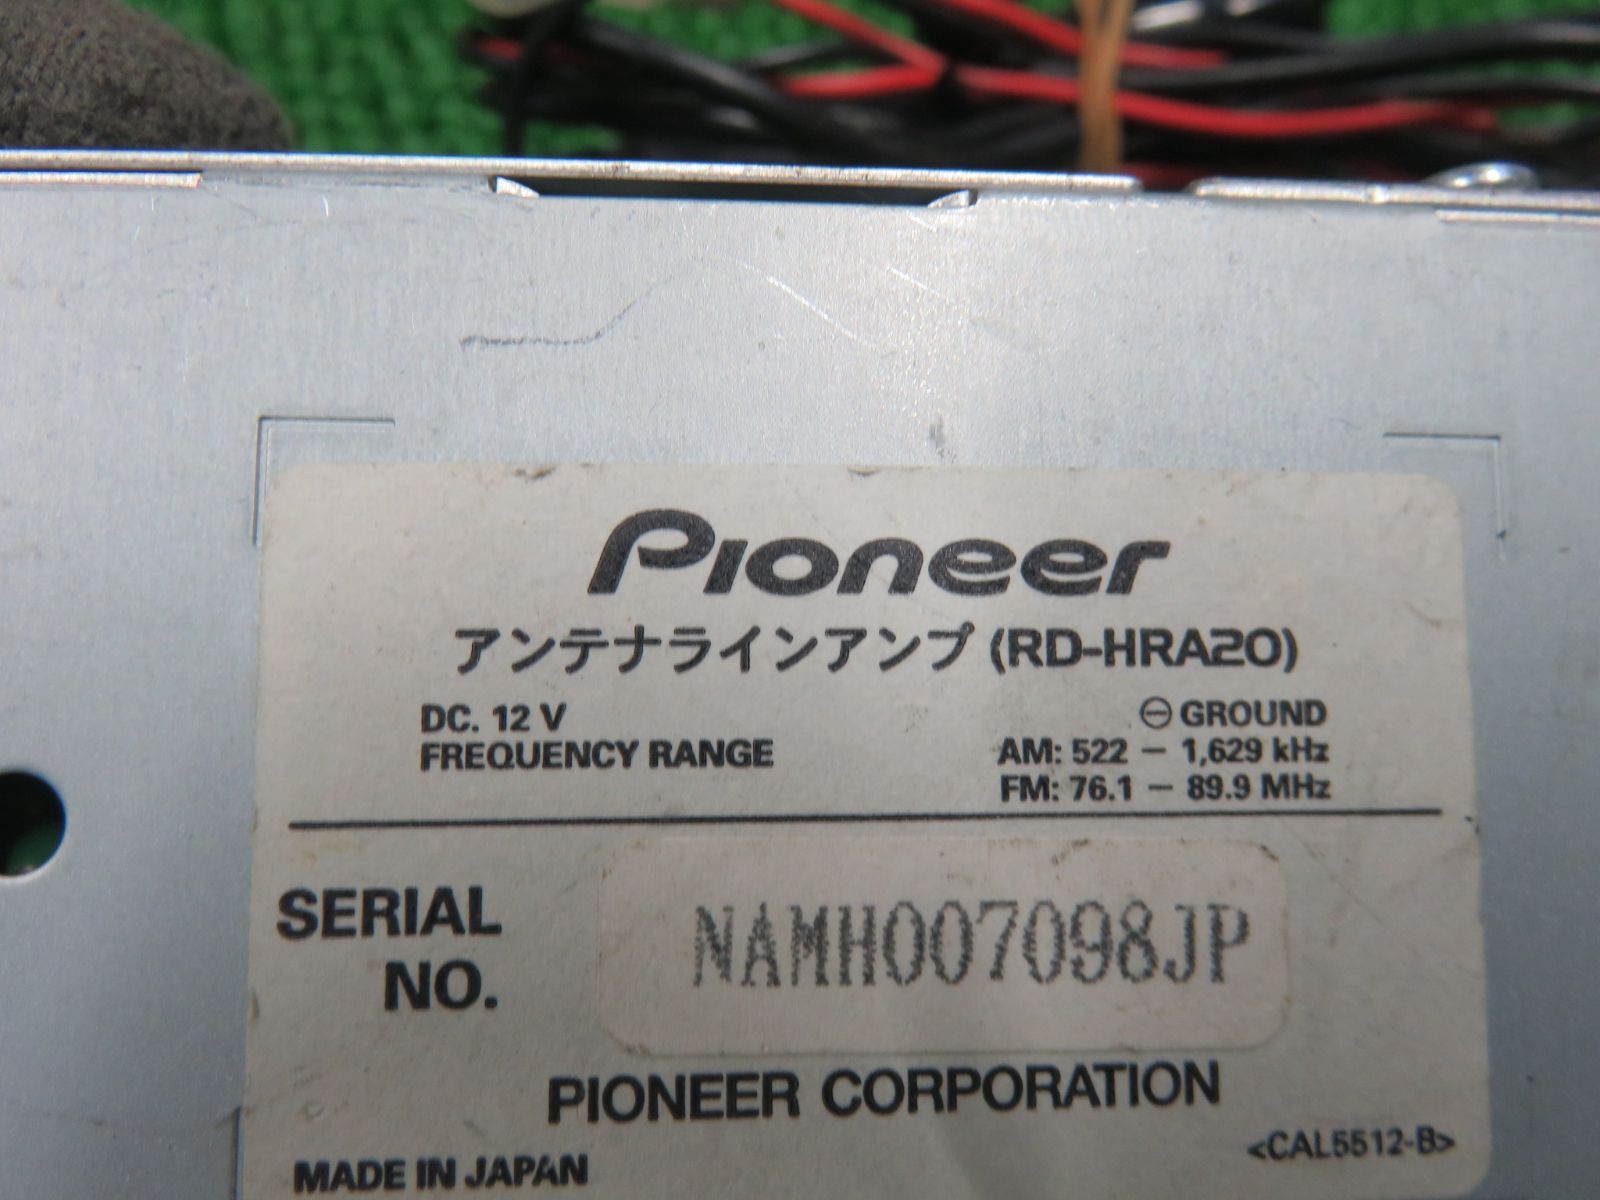 Pioneer
アンテナラインアンプ (RD-HRA20)
DC. 12 V ⊖ GROUND
FREQUENCY RANGE AM: 522 – 1,629 kHz
FM: 76.1 – 89.9 MHz
SERIAL NO. NAMH007098JP
PIONEER CORPORATION
<CAL5512-B>
MADE IN JAPAN